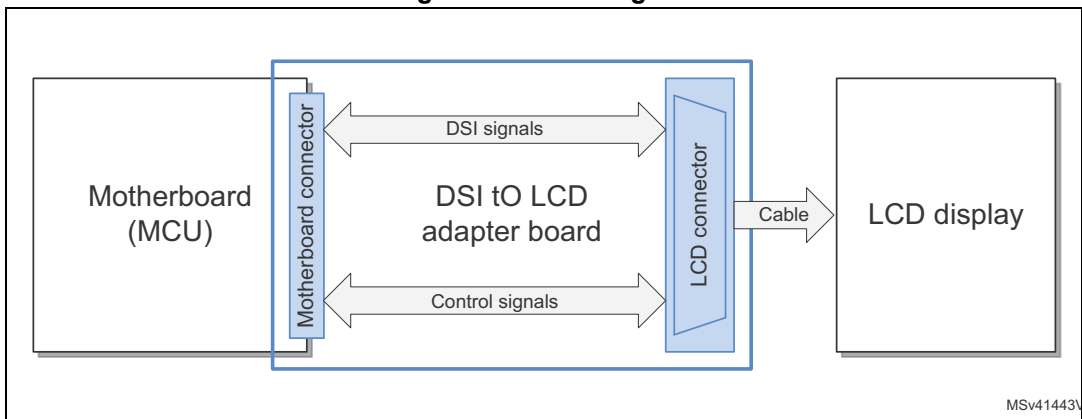 Motherboard
(MCU)
Motherboard connector
DSI signals
DSI tO LCD
adapter board
Control signals
LCD connector
Cable
LCD display